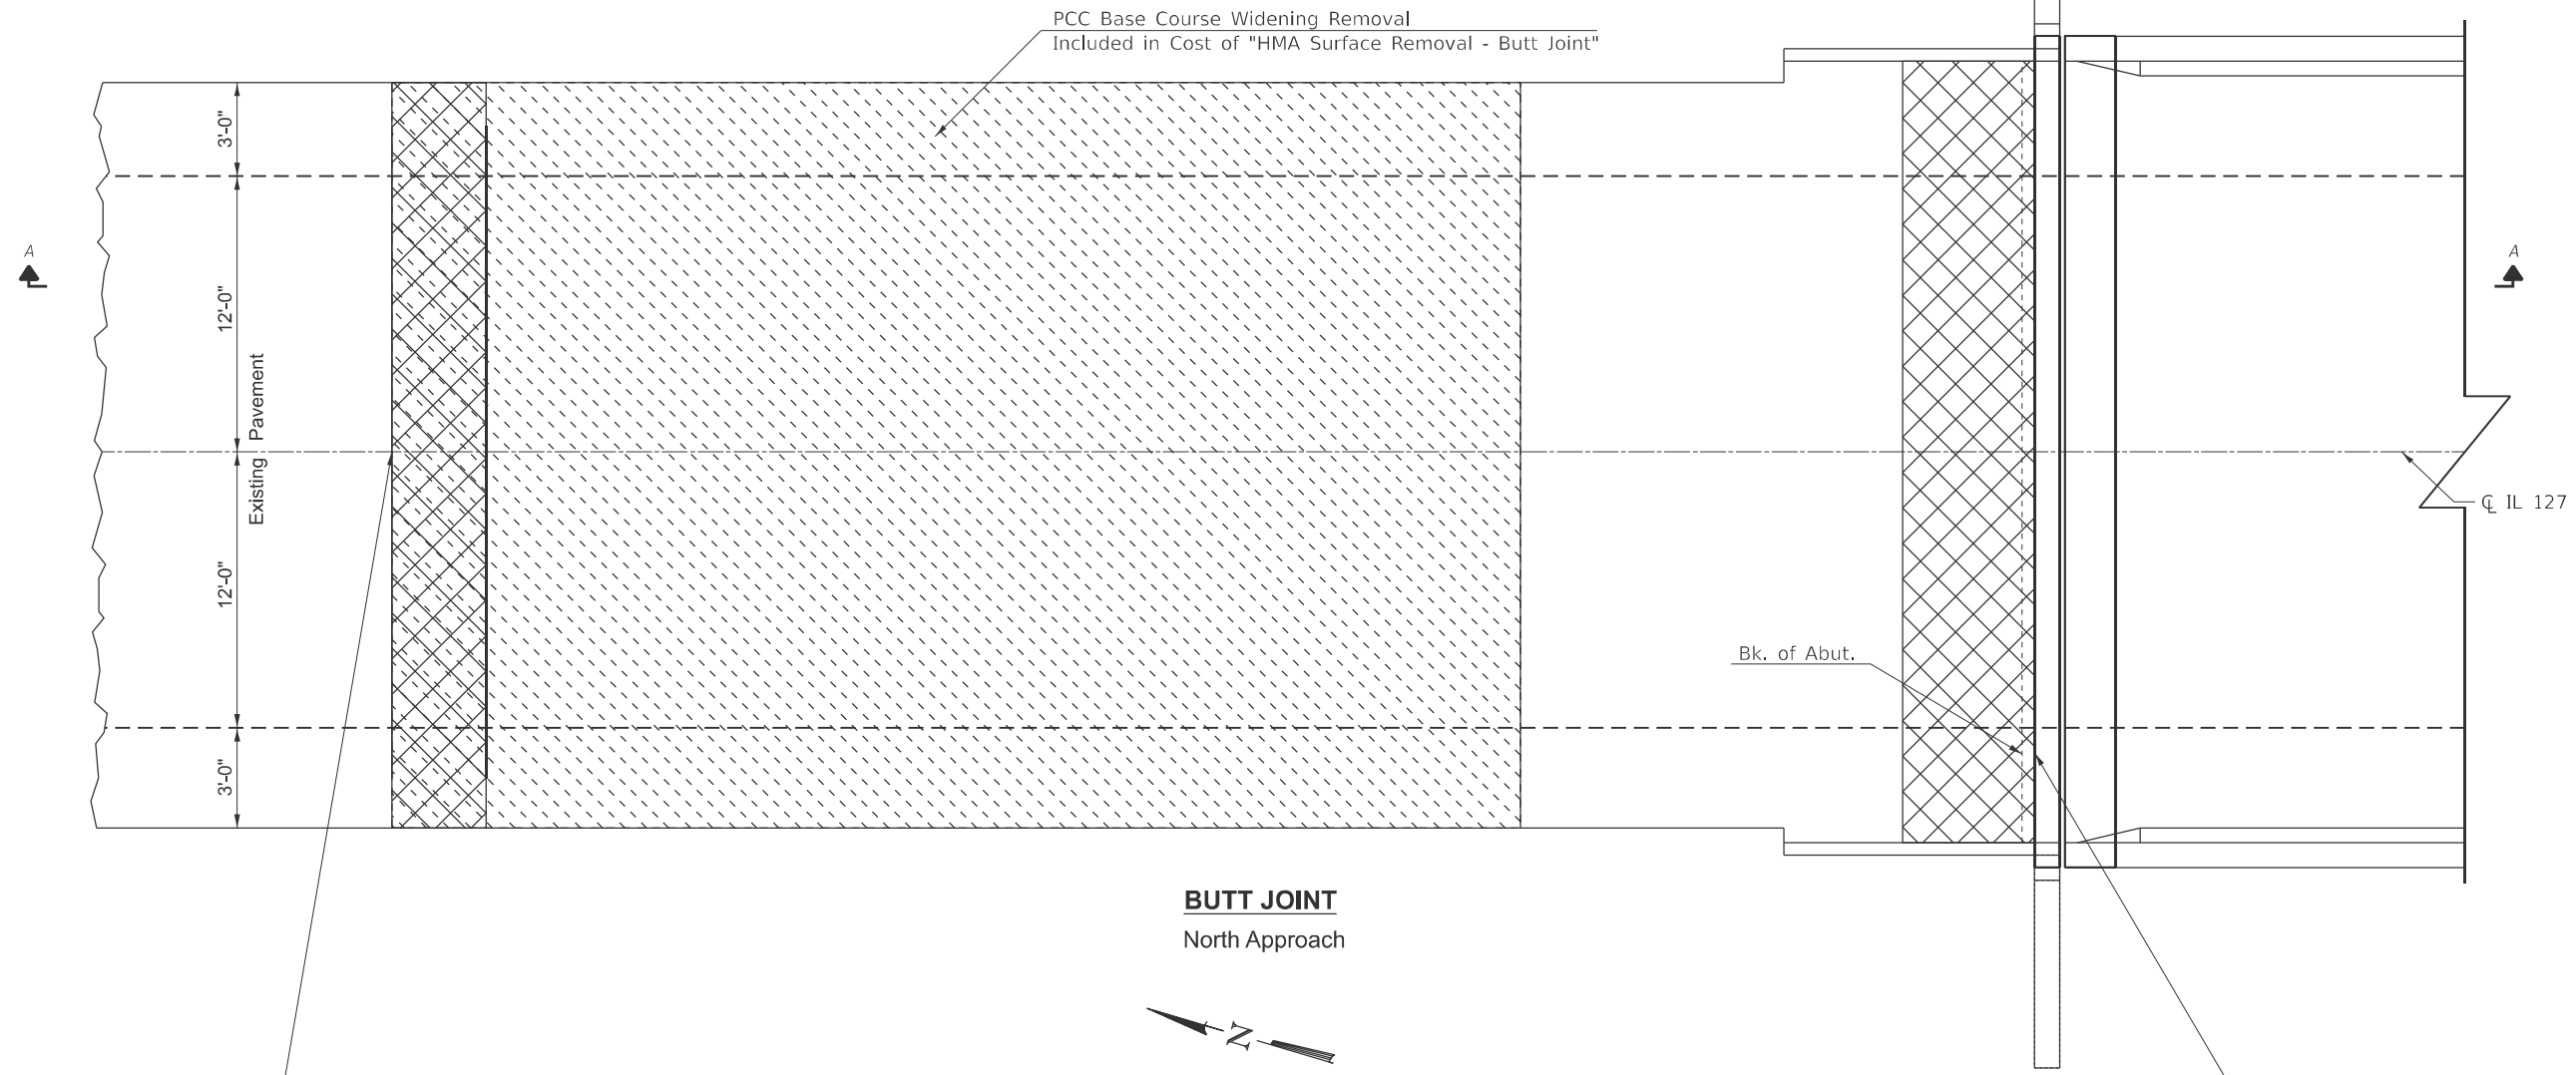 PCC Base Course Widening Removal
Included in Cost of "HMA Surface Removal - Butt Joint"
3'-0"
A
A
12'-0"
Existing Pavement
℄ IL 127
12'-0"
Bk. of Abut.
3'-0"
BUTT JOINT
North Approach
N